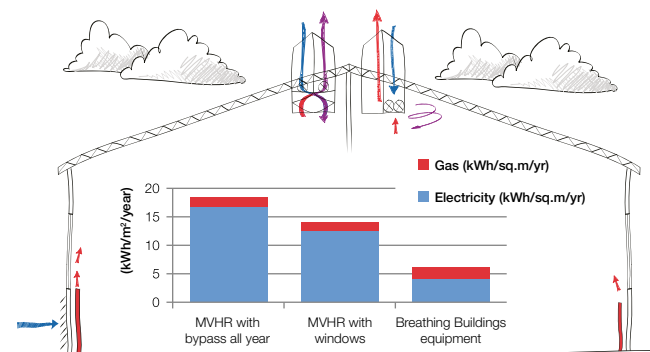 Gas (kWh/sq.m/yr)
Electricity (kWh/sq.m/yr)
(kWh/m²/year)
20
15
10
5
0
MVHR with
bypass all year
MVHR with
windows
Breathing Buildings
equipment